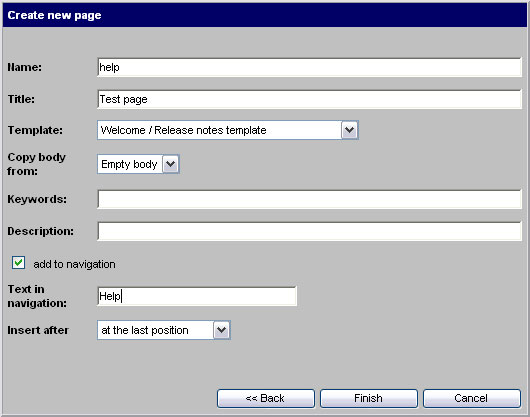 Create new page
Name: help
Title: Test page
Template: Welcome / Release notes template
Copy body
from: Empty body
Keywords:
Description:
add to navigation
Text in
navigation: Help
Insert after at the last position
<< Back Finish Cancel